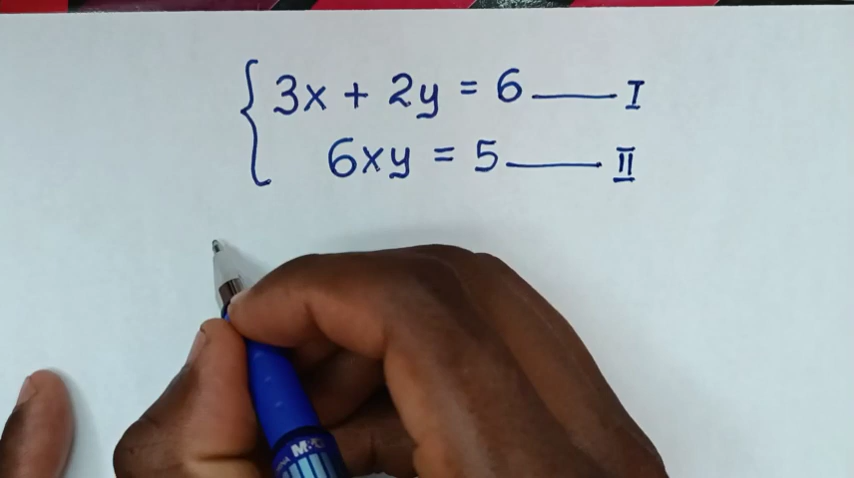 3x + 2y = 6 —— I
6xy = 5 —— II